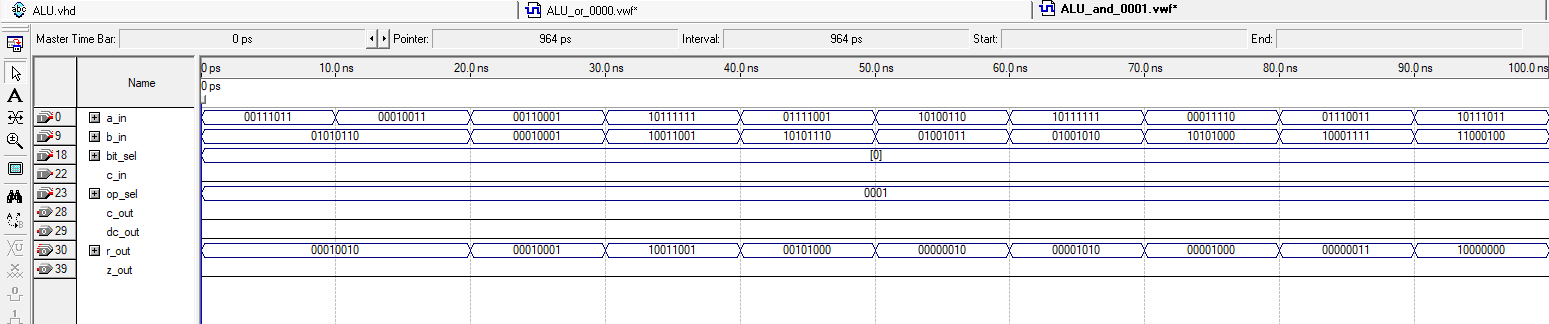 ALU.vhd ALU_or_0000.vwf* ALU_and_0001.vwf*
Master Time Bar: 0 ps Pointer: 964 ps Interval: 964 ps Start: End:
Name
0 ps 10.0 ns 20.0 ns 30.0 ns 40.0 ns 50.0 ns 60.0 ns 70.0 ns 80.0 ns 90.0 ns 100.0 ns
0 ps
0 a_in 00111011 00010011 00110001 10111111 01111001 10100110 10111111 00011110 01110011 10111011
9 b_in 01010110 00010001 10011001 10101110 01001011 01001010 10101000 10001111 11000100
18 bit_sel [0]
22 c_in
23 op_sel 0001
28 c_out
29 dc_out
30 r_out 00010010 00010001 10011001 00101000 00000010 00001010 00001000 00000011 10000000
39 z_out